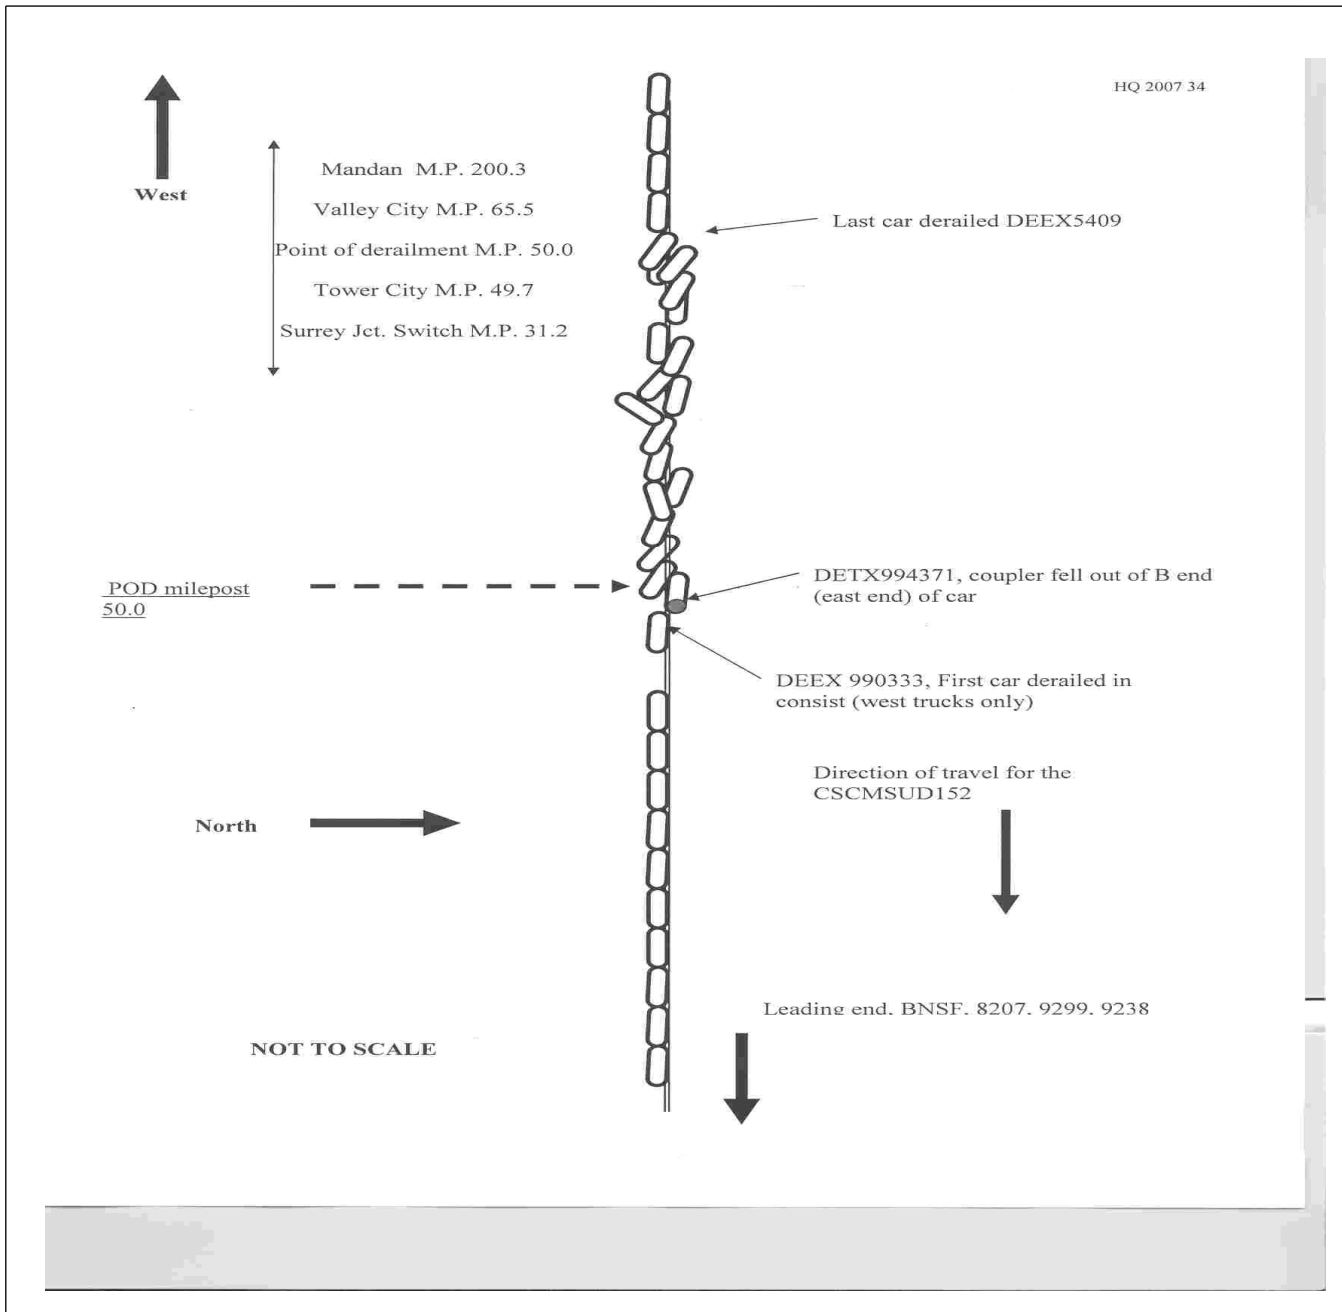 HQ 2007 34
West
Mandan M.P. 200.3
Valley City M.P. 65.5
Point of derailment M.P. 50.0
Tower City M.P. 49.7
Surrey Jct. Switch M.P. 31.2
Last car derailed DEEX5409
POD milepost
50.0
DETX994371, coupler fell out of B end
(east end) of car
DEEX 990333, First car derailed in
consist (west trucks only)
Direction of travel for the
CSCMSUD152
North
Leading end, BNSF, 8207, 9299, 9238
NOT TO SCALE